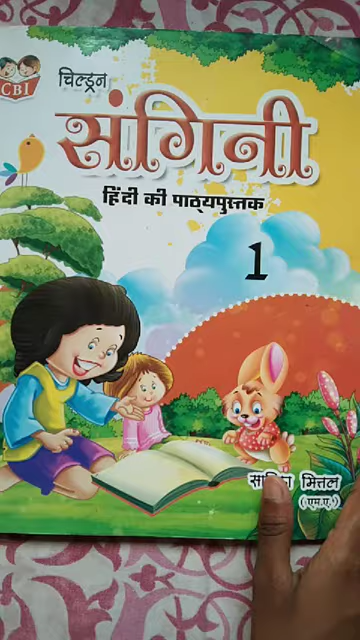 CBI
चिल्ड्रन
संगिनी
हिंदी की पाठ्यपुस्तक
1
मित्तल
(एम.ए.)